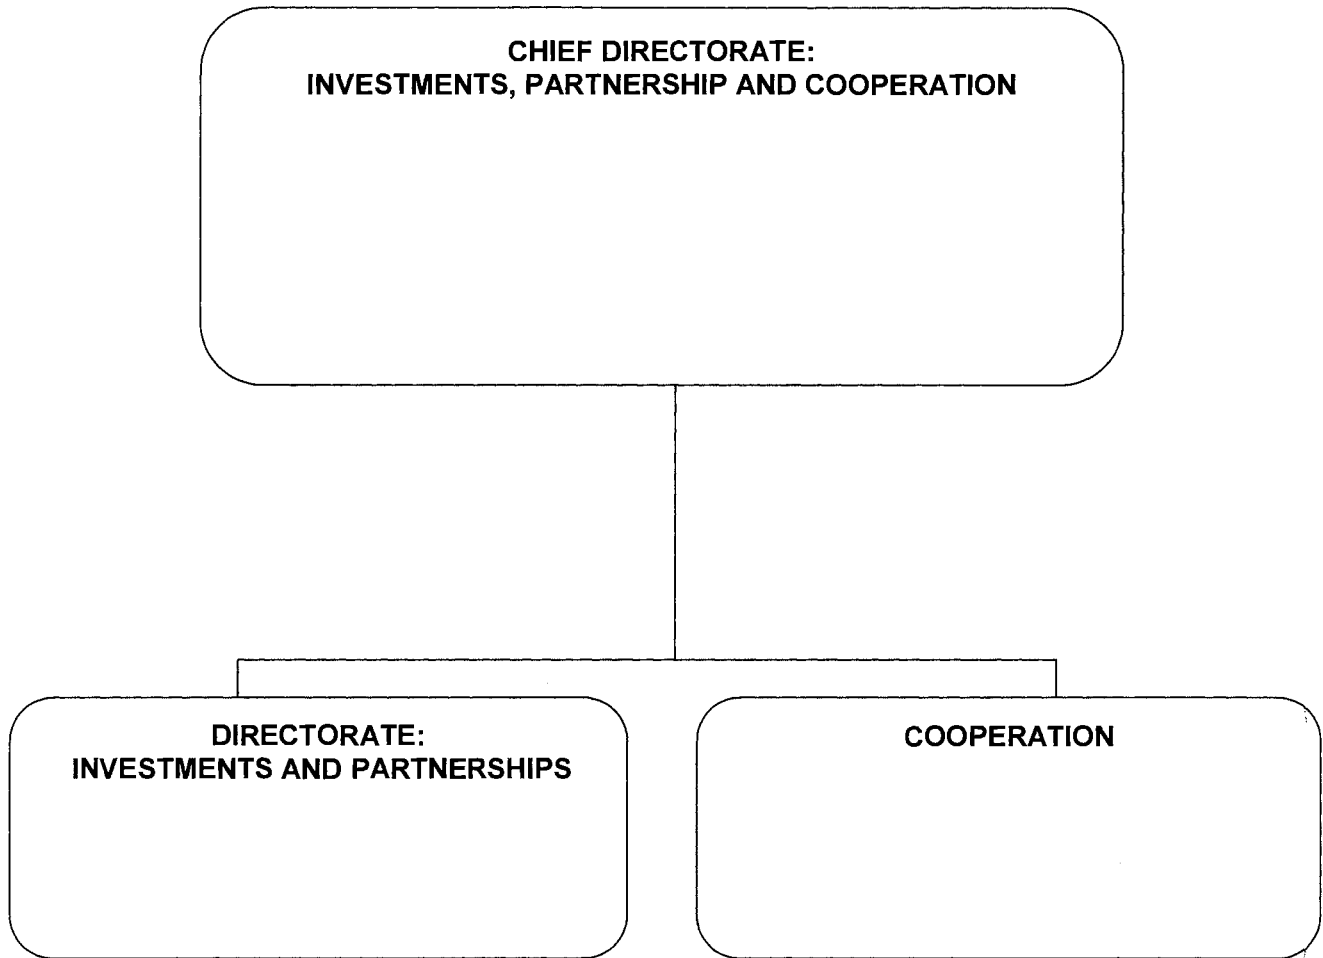 CHIEF DIRECTORATE:
INVESTMENTS, PARTNERSHIP AND COOPERATION
DIRECTORATE:
INVESTMENTS AND PARTNERSHIPS
COOPERATION